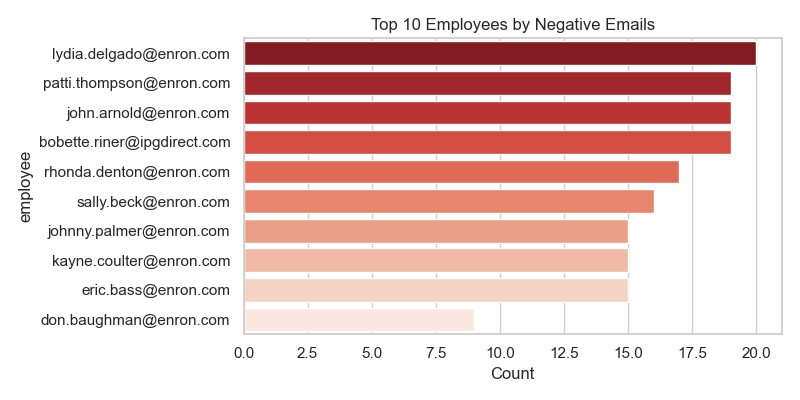 Top 10 Employees by Negative Emails
employee
lydia.delgado@enron.com
patti.thompson@enron.com
john.arnold@enron.com
bobette.riner@ipgdirect.com
rhonda.denton@enron.com
sally.beck@enron.com
johnny.palmer@enron.com
kayne.coulter@enron.com
eric.bass@enron.com
don.baughman@enron.com
0.0 2.5 5.0 7.5 10.0 12.5 15.0 17.5 20.0
Count